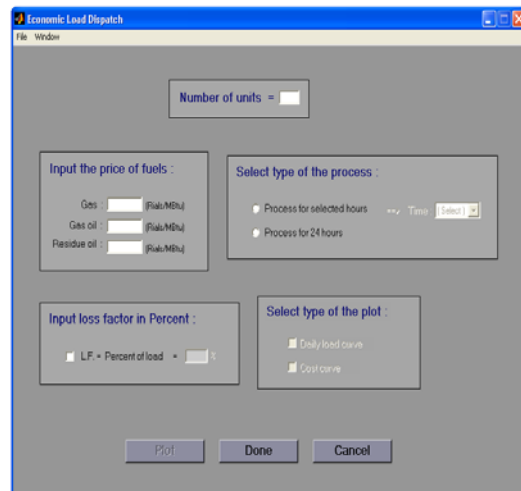 Economic Load Dispatch
File Window
Number of units =
Input the price of fuels :
Gas : (Rials/MBtu)
Gas oil : (Rials/MBtu)
Residue oil : (Rials/MBtu)
Select type of the process :
Process for selected hours --> Time : (Select)
Process for 24 hours
Input loss factor in Percent :
L.F. = Percent of load = %
Select type of the plot :
Daily load curve
Cost curve
Plot Done Cancel